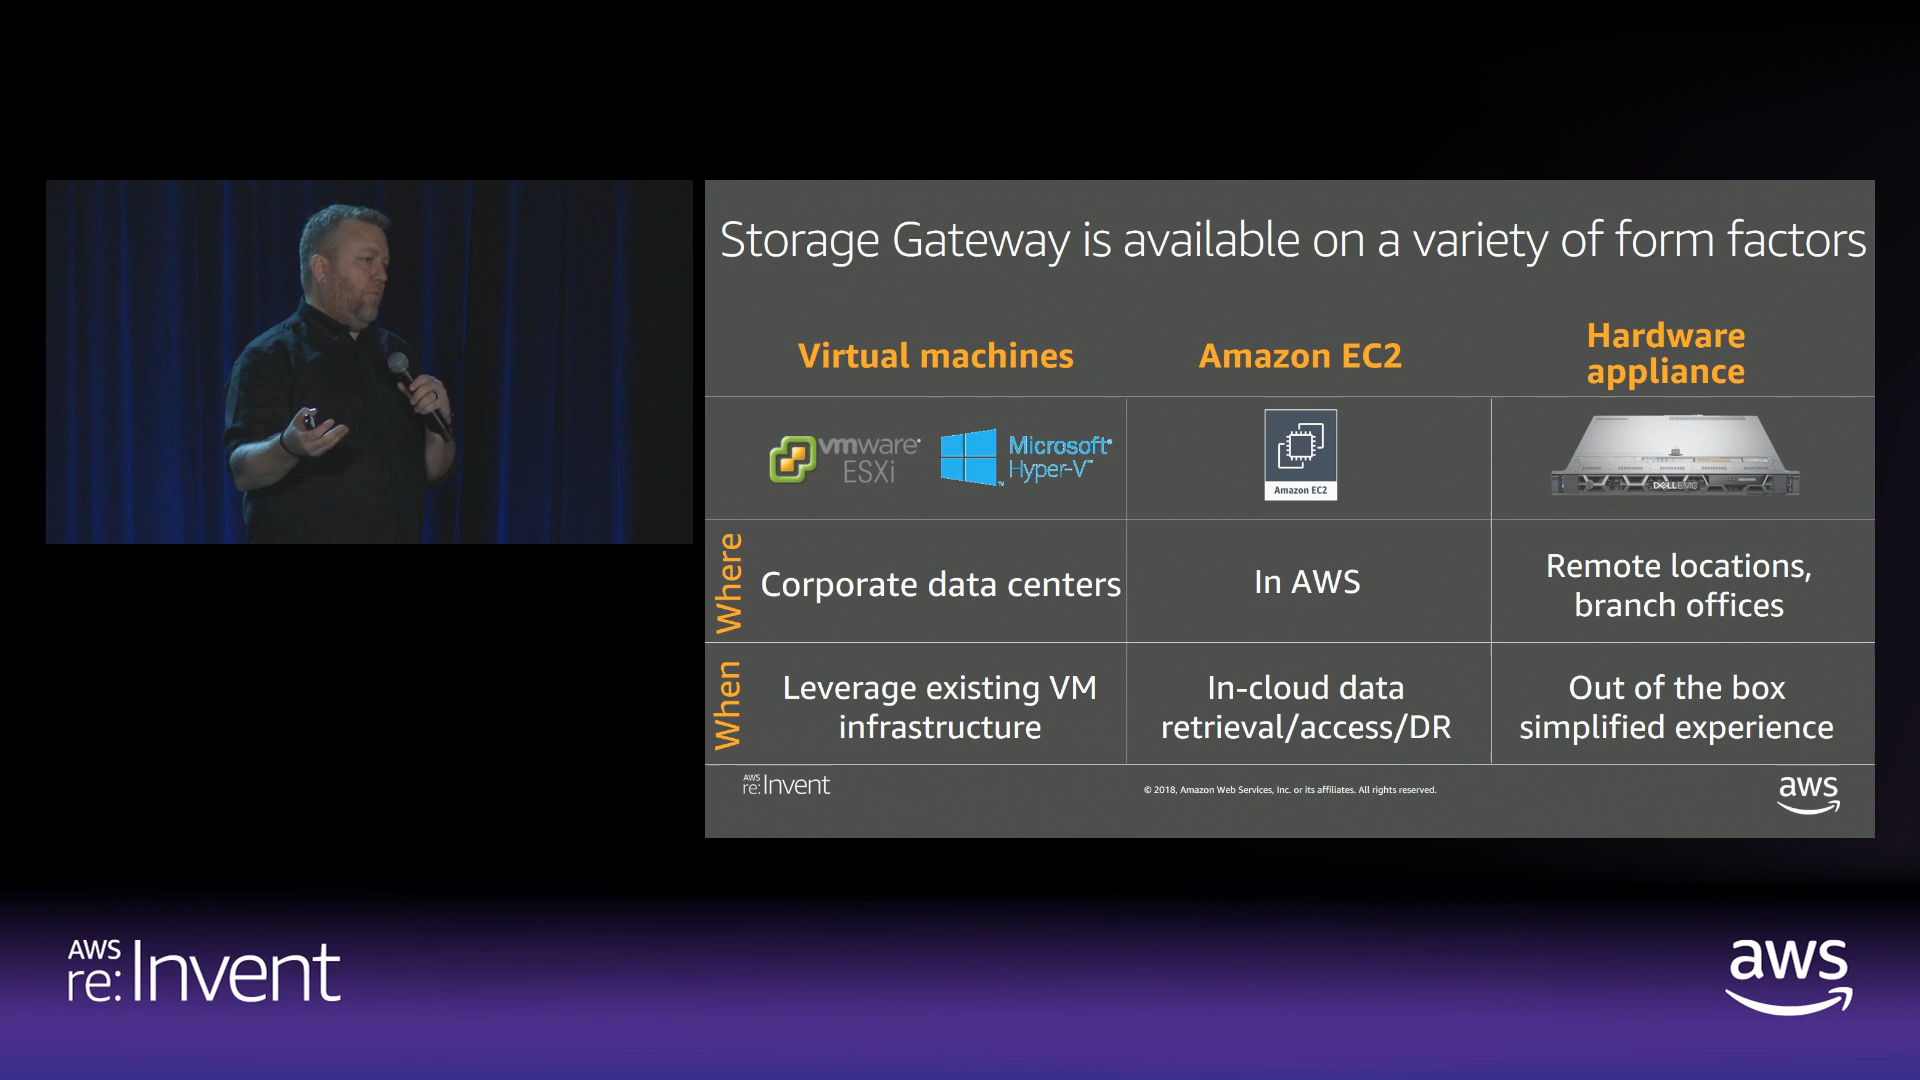 Storage Gateway is available on a variety of form factors
Virtual machines
Amazon EC2
Hardware
appliance
vmware®
ESXi
Microsoft®
Hyper-V™
Amazon EC2
DELLEMC
Where
Corporate data centers
In AWS
Remote locations,
branch offices
When
Leverage existing VM
infrastructure
In-cloud data
retrieval/access/DR
Out of the box
simplified experience
AWS
re:Invent
© 2018, Amazon Web Services, Inc. or its affiliates. All rights reserved.
aws
AWS
re:Invent
aws